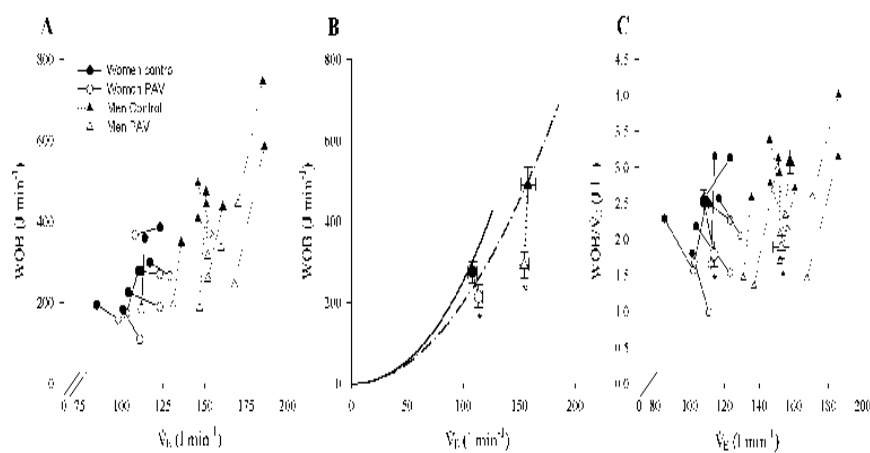 A
WOB (J min⁻¹)
800
600
400
200
0
0 75 100 125 150 175 200
V̇E (l min⁻¹)
Women control
Women PAV
Men Control
Men PAV
B
WOB (J min⁻¹)
800
600
400
200
0
0 50 100 150 200
V̇E (l min⁻¹)
C
4.5
4.0
3.5
3.0
2.5
2.0
1.5
1.0
0.5
0.0
0 80 100 120 140 160 180 200
V̇E (l min⁻¹)